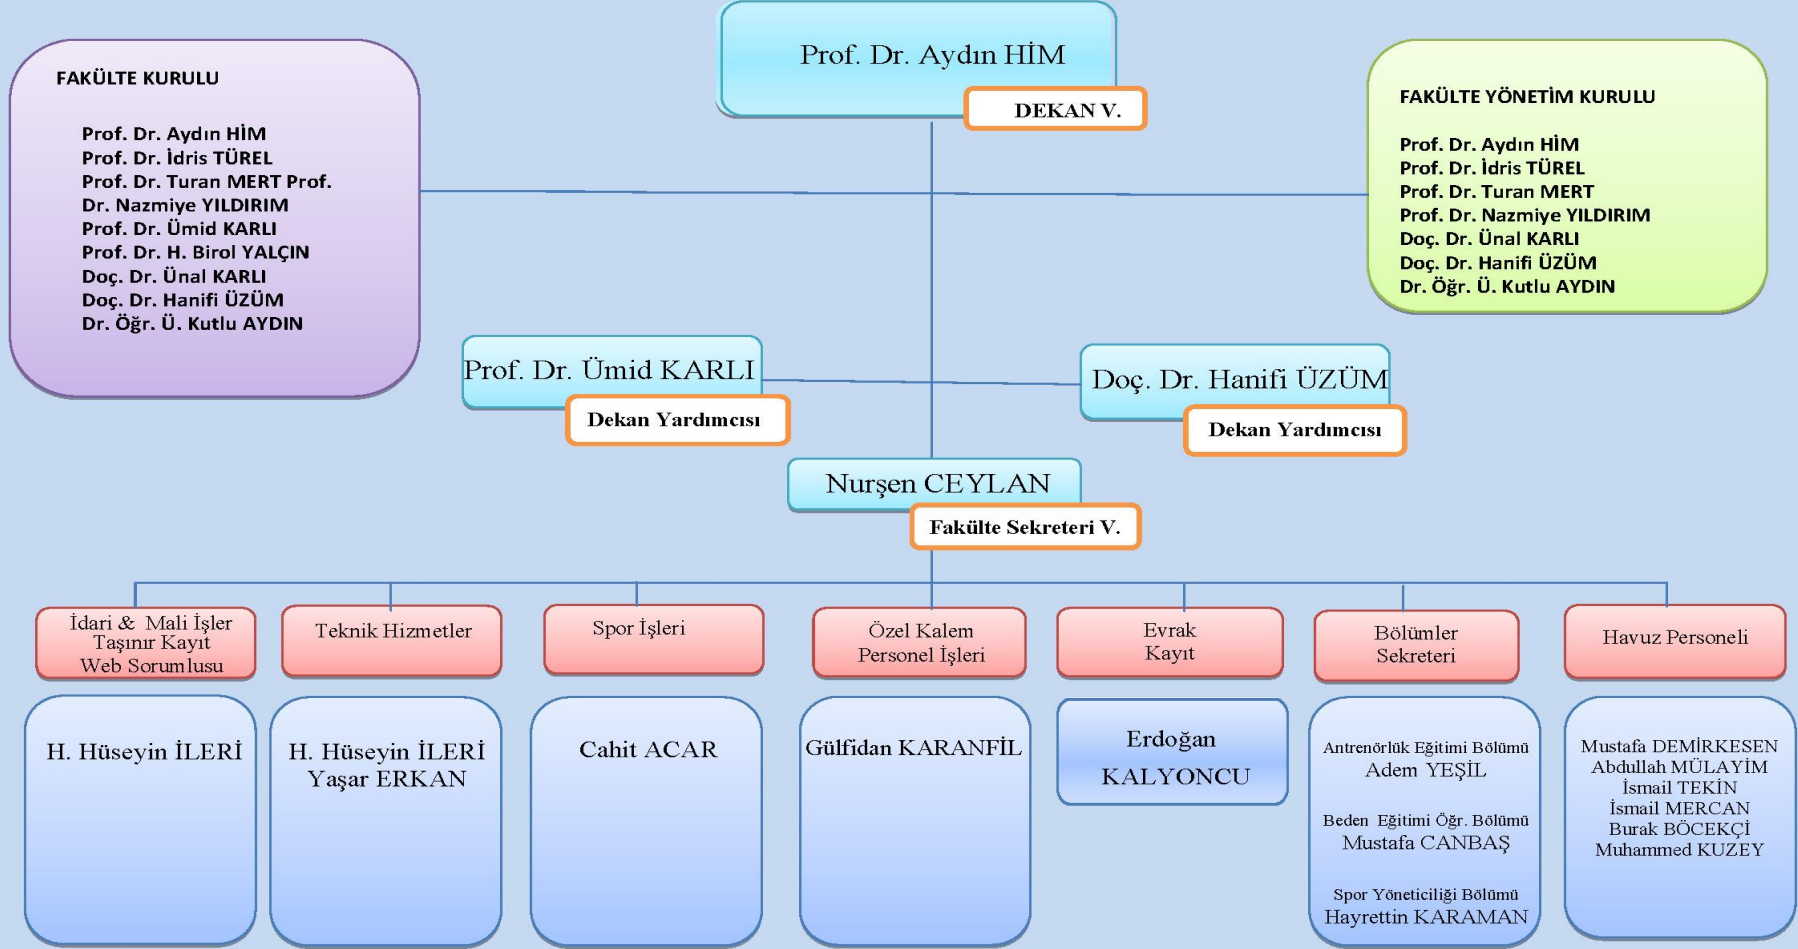 Prof. Dr. Aydın HİM
DEKAN V.
FAKÜLTE KURULU
Prof. Dr. Aydın HİM
Prof. Dr. İdris TÜREL
Prof. Dr. Turan MERT Prof.
Dr. Nazmiye YILDIRIM
Prof. Dr. Ümid KARLI
Prof. Dr. H. Birol YALÇIN
Doç. Dr. Ünal KARLI
Doç. Dr. Hanifi ÜZÜM
Dr. Öğr. Ü. Kutlu AYDIN
FAKÜLTE YÖNETİM KURULU
Prof. Dr. Aydın HİM
Prof. Dr. İdris TÜREL
Prof. Dr. Turan MERT
Prof. Dr. Nazmiye YILDIRIM
Doç. Dr. Ünal KARLI
Doç. Dr. Hanifi ÜZÜM
Dr. Öğr. Ü. Kutlu AYDIN
Prof. Dr. Ümid KARLI
Dekan Yardımcısı
Doç. Dr. Hanifi ÜZÜM
Dekan Yardımcısı
Nurşen CEYLAN
Fakülte Sekreteri V.
İdari & Mali İşler
Taşınır Kayıt
Web Sorumlusu
H. Hüseyin İLERİ
Teknik Hizmetler
H. Hüseyin İLERİ
Yaşar ERKAN
Spor İşleri
Cahit ACAR
Özel Kalem
Personel İşleri
Gülfidan KARANFİL
Evrak
Kayıt
Erdoğan
KALYONCU
Bölümler
Sekreteri
Antrenörlük Eğitimi Bölümü
Adem YEŞİL
Beden Eğitimi Öğr. Bölümü
Mustafa CANBAŞ
Spor Yöneticiliği Bölümü
Hayrettin KARAMAN
Havuz Personeli
Mustafa DEMİRKESEN
Abdullah MÜLAYİM
İsmail TEKİN
İsmail MERCAN
Burak BÖCEKÇİ
Muhammed KUZEY